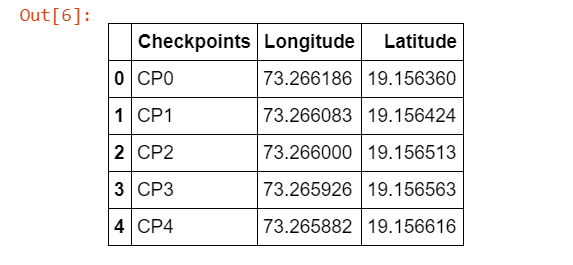 Out[6]:
Checkpoints Longitude Latitude
0 CP0 73.266186 19.156360
1 CP1 73.266083 19.156424
2 CP2 73.266000 19.156513
3 CP3 73.265926 19.156563
4 CP4 73.265882 19.156616